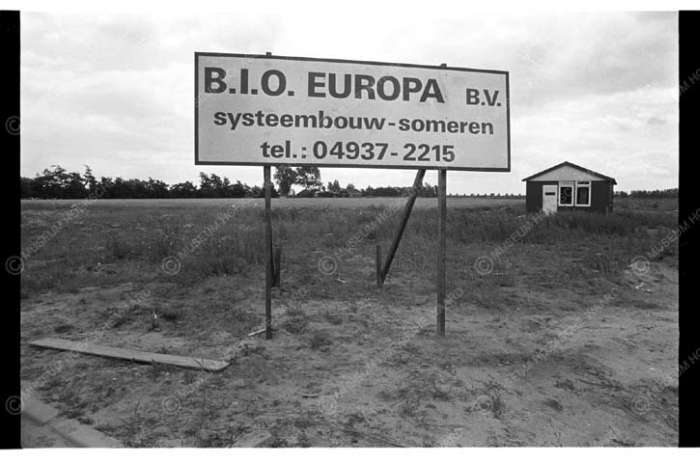 B.I.O. EUROPA B.V.
systeembouw-someren
tel.: 04937-2215